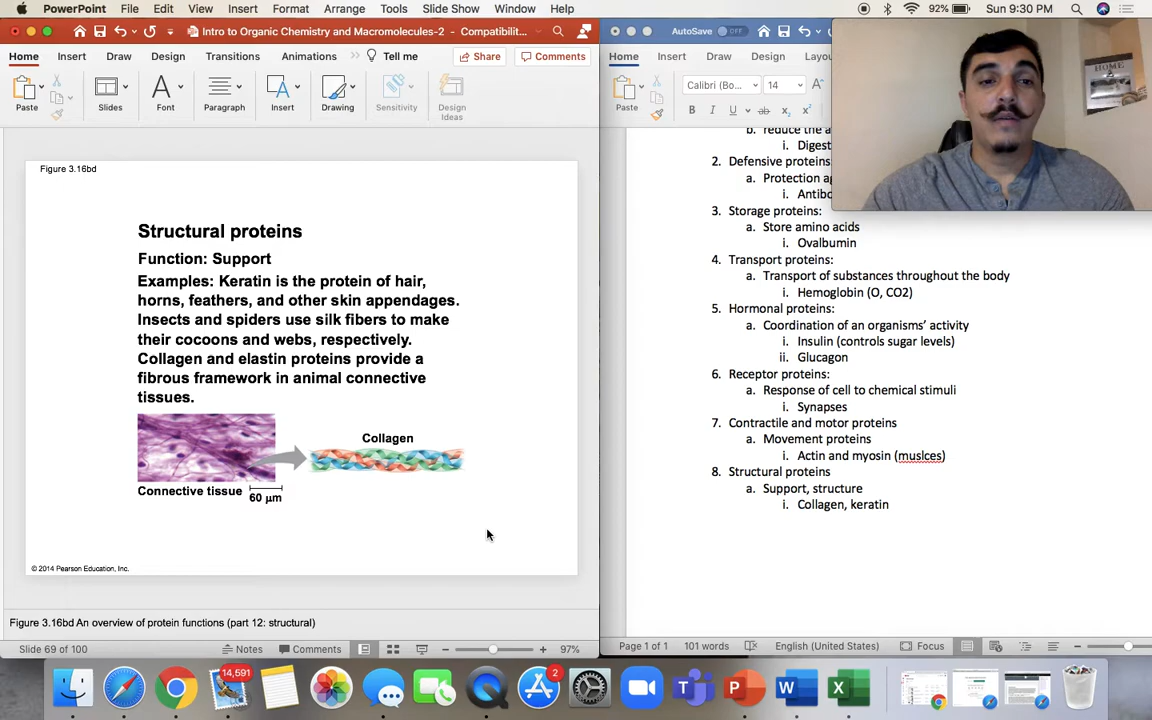 PowerPoint File Edit View Insert Format Arrange Tools Slide Show Window Help 92% Sun 9:30 PM
Intro to Organic Chemistry and Macromolecules-2 - Compatibilit...
Home Insert Draw Design Transitions Animations Tell me Share Comments
Paste Slides Font Paragraph Insert Drawing Sensitivity Design Ideas
Figure 3.16bd
Structural proteins
Function: Support
Examples: Keratin is the protein of hair,
horns, feathers, and other skin appendages.
Insects and spiders use silk fibers to make
their cocoons and webs, respectively.
Collagen and elastin proteins provide a
fibrous framework in animal connective
tissues.
Collagen
Connective tissue
60 µm
© 2014 Pearson Education, Inc.
Figure 3.16bd An overview of protein functions (part 12: structural)
Slide 69 of 100 Notes Comments 97%
AutoSave OFF
Home Insert Draw Design Layou
Paste Calibri (Bo... 14 A
B I U ab x2 x2
HOME
b. reduce the a
i. Digest
2. Defensive proteins
a. Protection ag
i. Antibo
3. Storage proteins:
a. Store amino acids
i. Ovalbumin
4. Transport proteins:
a. Transport of substances throughout the body
i. Hemoglobin (O, CO2)
5. Hormonal proteins:
a. Coordination of an organisms’ activity
i. Insulin (controls sugar levels)
ii. Glucagon
6. Receptor proteins:
a. Response of cell to chemical stimuli
i. Synapses
7. Contractile and motor proteins
a. Movement proteins
i. Actin and myosin (muslces)
8. Structural proteins
a. Support, structure
i. Collagen, keratin
Page 1 of 1 101 words English (United States) Focus
14,591
2